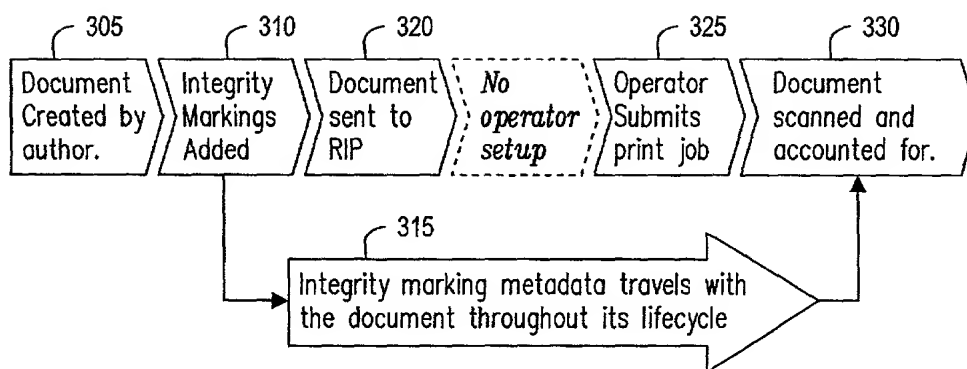 305
310
320
325
330
Document
Created by
author.
Integrity
Markings
Added
Document
sent to
RIP
No
operator
setup
Operator
Submits
print job
Document
scanned and
accounted for.
315
Integrity marking metadata travels with
the document throughout its lifecycle